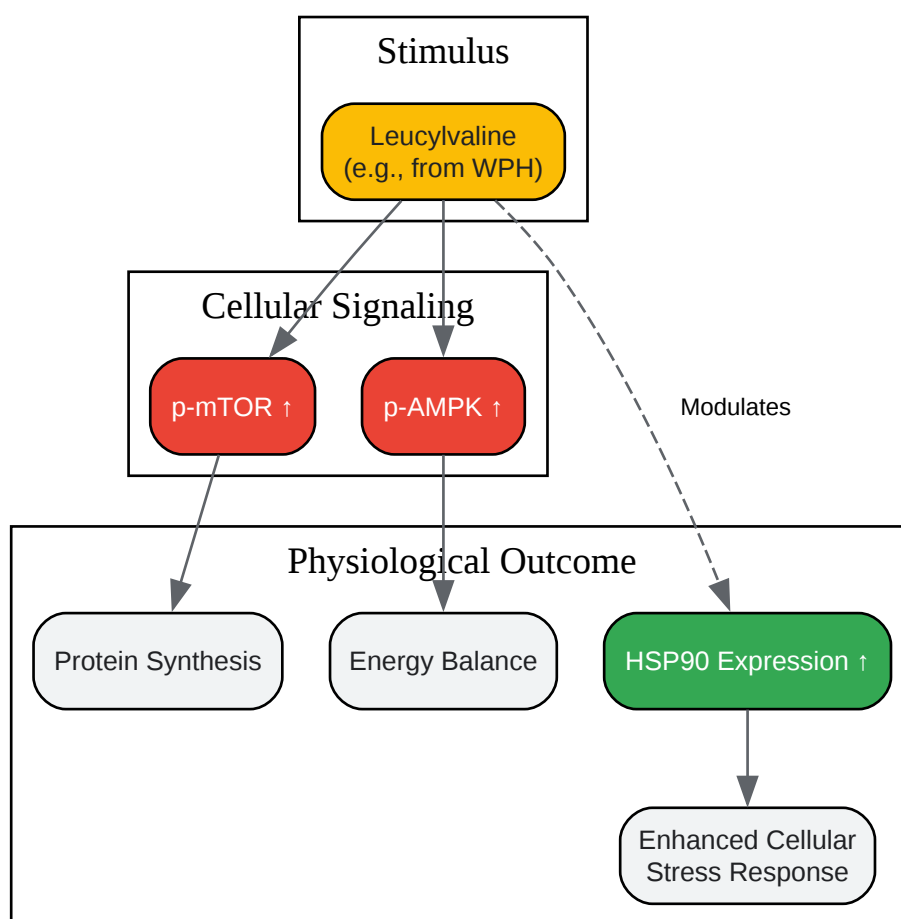 Stimulus
Leucylvaline
(e.g., from WPH)
Cellular Signaling
p-mTOR ↑
p-AMPK ↑
Modulates
Physiological Outcome
Protein Synthesis
Energy Balance
HSP90 Expression ↑
Enhanced Cellular
Stress Response